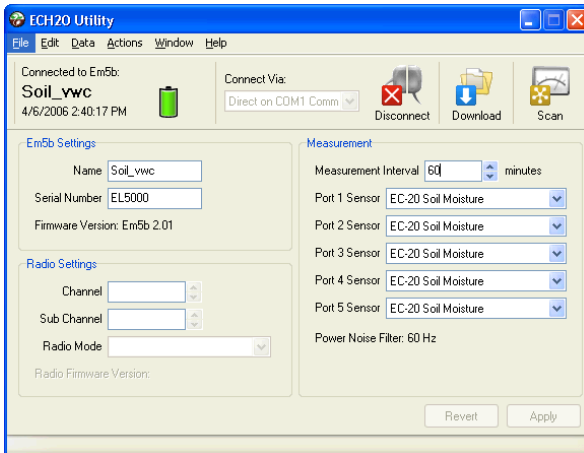 ECH2O Utility
File Edit Data Actions Window Help
Connected to Em5b:
Soil_vwc
4/6/2006 2:40:17 PM
Connect Via:
Direct on COM1 Comm
Disconnect
Download
Scan
Em5b Settings
Name Soil_vwc
Serial Number EL5000
Firmware Version: Em5b 2.01
Radio Settings
Channel
Sub Channel
Radio Mode
Radio Firmware Version:
Measurement
Measurement Interval 60 minutes
Port 1 Sensor EC-20 Soil Moisture
Port 2 Sensor EC-20 Soil Moisture
Port 3 Sensor EC-20 Soil Moisture
Port 4 Sensor EC-20 Soil Moisture
Port 5 Sensor EC-20 Soil Moisture
Power Noise Filter: 60 Hz
Revert Apply